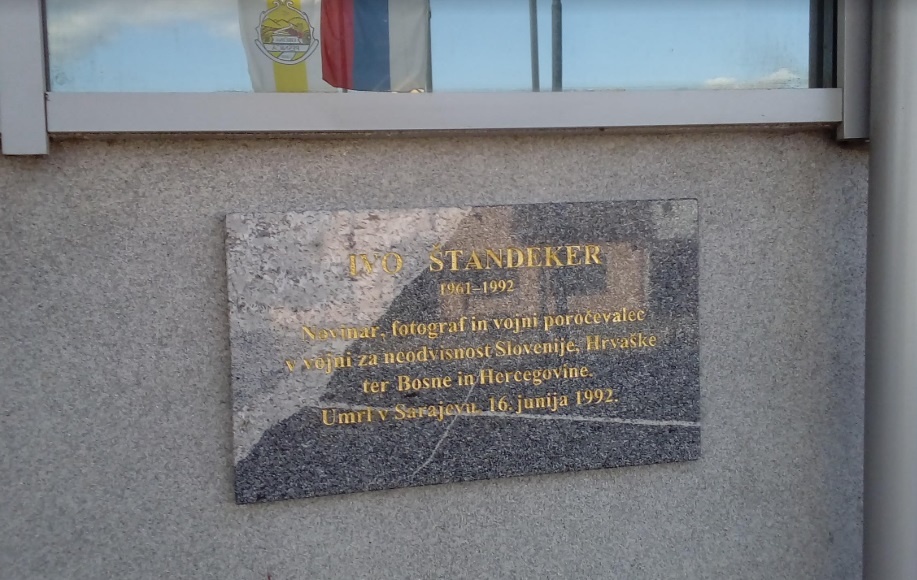 IVO ŠTANDEKER
1961–1992
Novinar, fotograf in vojni poročevalec
v vojni za neodvisnost Slovenije, Hrvaške
ter Bosne in Hercegovine.
Umrl v Sarajevu, 16. junija 1992.